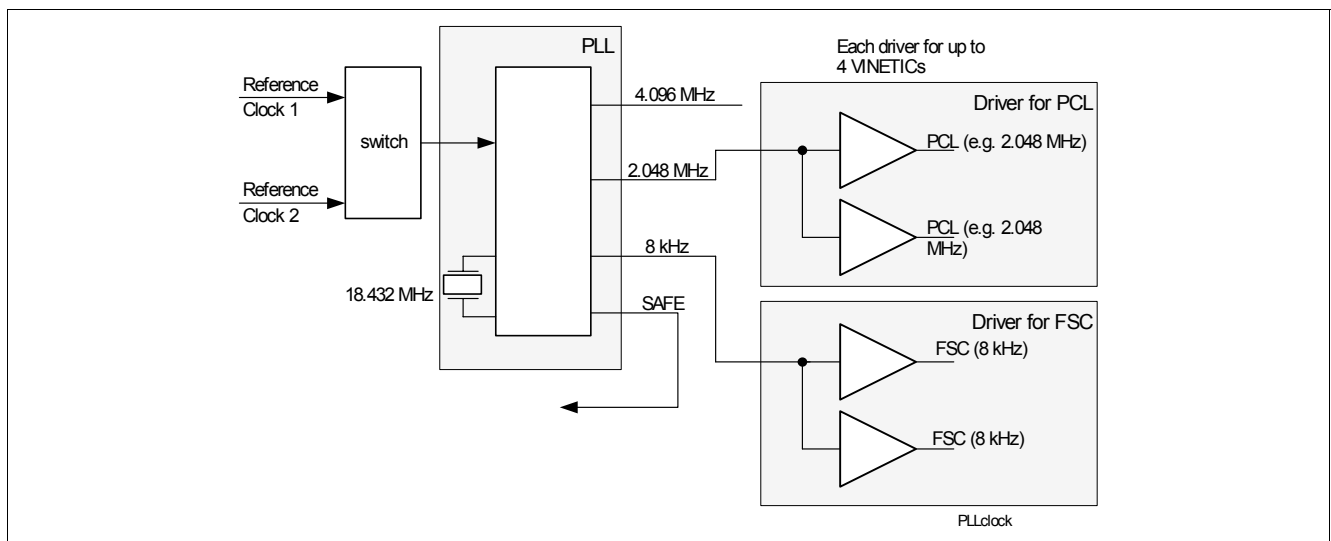 PLL
Each driver for up to
4 VINETICs
Reference
Clock 1
switch
Reference
Clock 2
4.096 MHz
2.048 MHz
8 kHz
SAFE
18.432 MHz
Driver for PCL
PCL (e.g. 2.048 MHz)
PCL (e.g. 2.048
MHz)
Driver for FSC
FSC (8 kHz)
FSC (8 kHz)
PLLclock